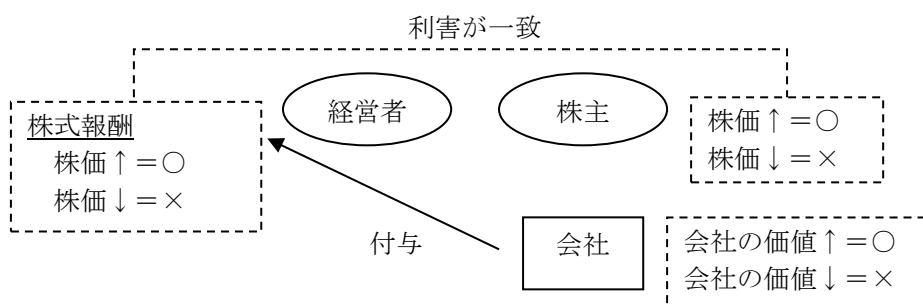 利害が一致
経営者
株主
株式報酬
株価↑=○
株価↓=×
株価↑=○
株価↓=×
付与
会社
会社の価値↑=○
会社の価値↓=×